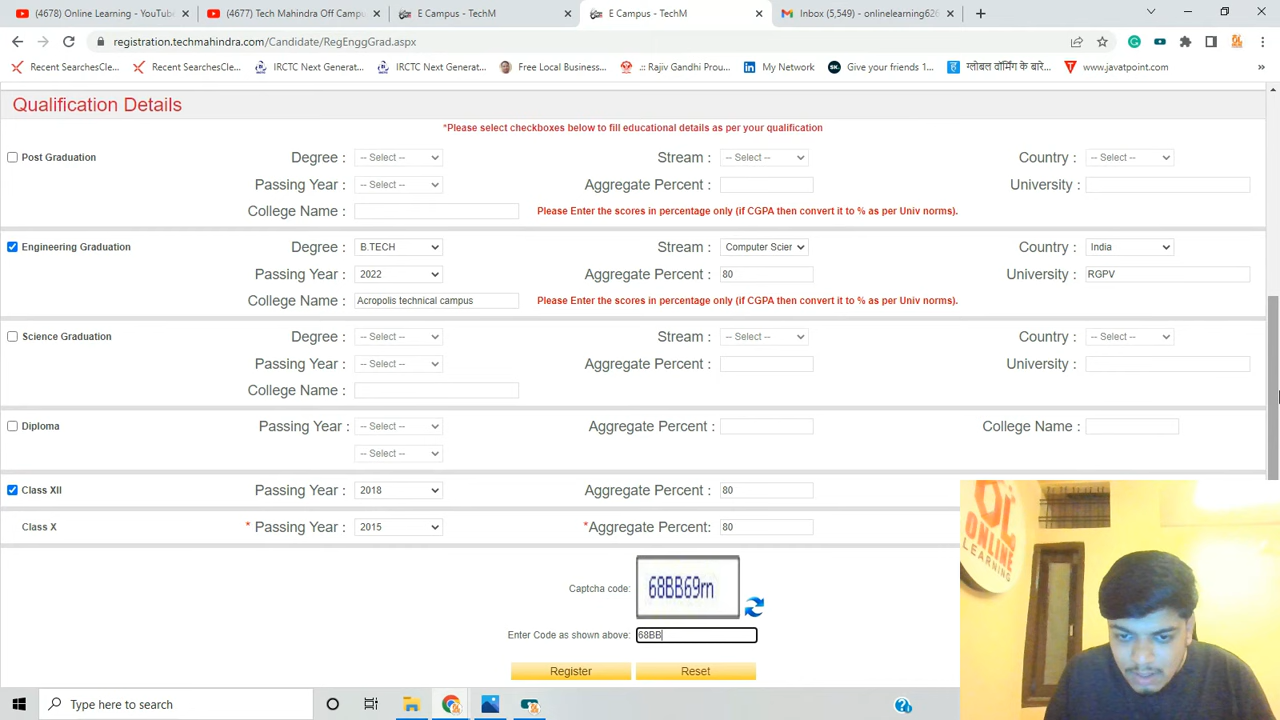 (4678) Online Learning - YouTub
(4677) Tech Mahindra Off Camp
E Campus - TechM
E Campus - TechM
Inbox (5,549) - onlinelearning626
registration.techmahindra.com/Candidate/RegEnggGrad.aspx
Recent SearchesCle...
Recent SearchesCle...
IRCTC Next Generat...
IRCTC Next Generat...
Free Local Business...
.:: Rajiv Gandhi Prou...
My Network
Give your friends 1...
ग्लोबल वॉर्मिंग के बारे...
www.javatpoint.com
»
Qualification Details
*Please select checkboxes below to fill educational details as per your qualification
Post Graduation Degree : -- Select -- Stream : -- Select -- Country : -- Select --
Passing Year : -- Select -- Aggregate Percent : University :
College Name : Please Enter the scores in percentage only (if CGPA then convert it to % as per Univ norms).
Engineering Graduation Degree : B.TECH Stream : Computer Scier Country : India
Passing Year : 2022 Aggregate Percent : 80 University : RGPV
College Name : Acropolis technical campus Please Enter the scores in percentage only (if CGPA then convert it to % as per Univ norms).
Science Graduation Degree : -- Select -- Stream : -- Select -- Country : -- Select --
Passing Year : -- Select -- Aggregate Percent : University :
College Name :
Diploma Passing Year : -- Select -- Aggregate Percent : College Name :
-- Select --
Class XII Passing Year : 2018 Aggregate Percent : 80
Class X * Passing Year : 2015 *Aggregate Percent: 80
Captcha code: 68BB69rn
Enter Code as shown above: 68BB
Register Reset
OL
ONLINE
LEARNING
Type here to search